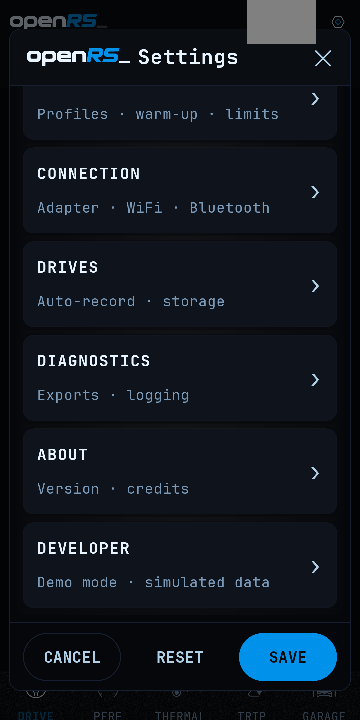 openRS_
openRS_ Settings
Profiles · warm-up · limits
CONNECTION
Adapter · WiFi · Bluetooth
DRIVES
Auto-record · storage
DIAGNOSTICS
Exports · logging
ABOUT
Version · credits
DEVELOPER
Demo mode · simulated data
CANCEL RESET SAVE
DRIVE PERF THERMAL TRIP GARAGE